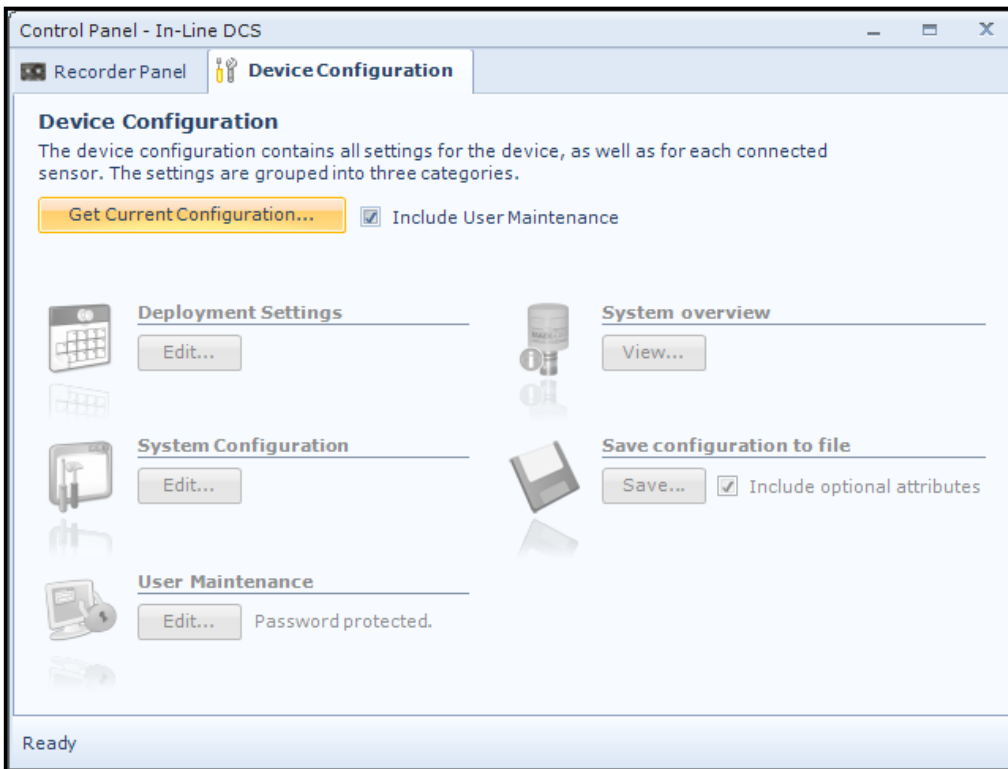 Control Panel - In-Line DCS
Recorder Panel
Device Configuration
Device Configuration
The device configuration contains all settings for the device, as well as for each connected
sensor. The settings are grouped into three categories.
Get Current Configuration...
Include User Maintenance
Deployment Settings
Edit...
System overview
View...
System Configuration
Edit...
Save configuration to file
Save...
Include optional attributes
User Maintenance
Edit...
Password protected.
Ready